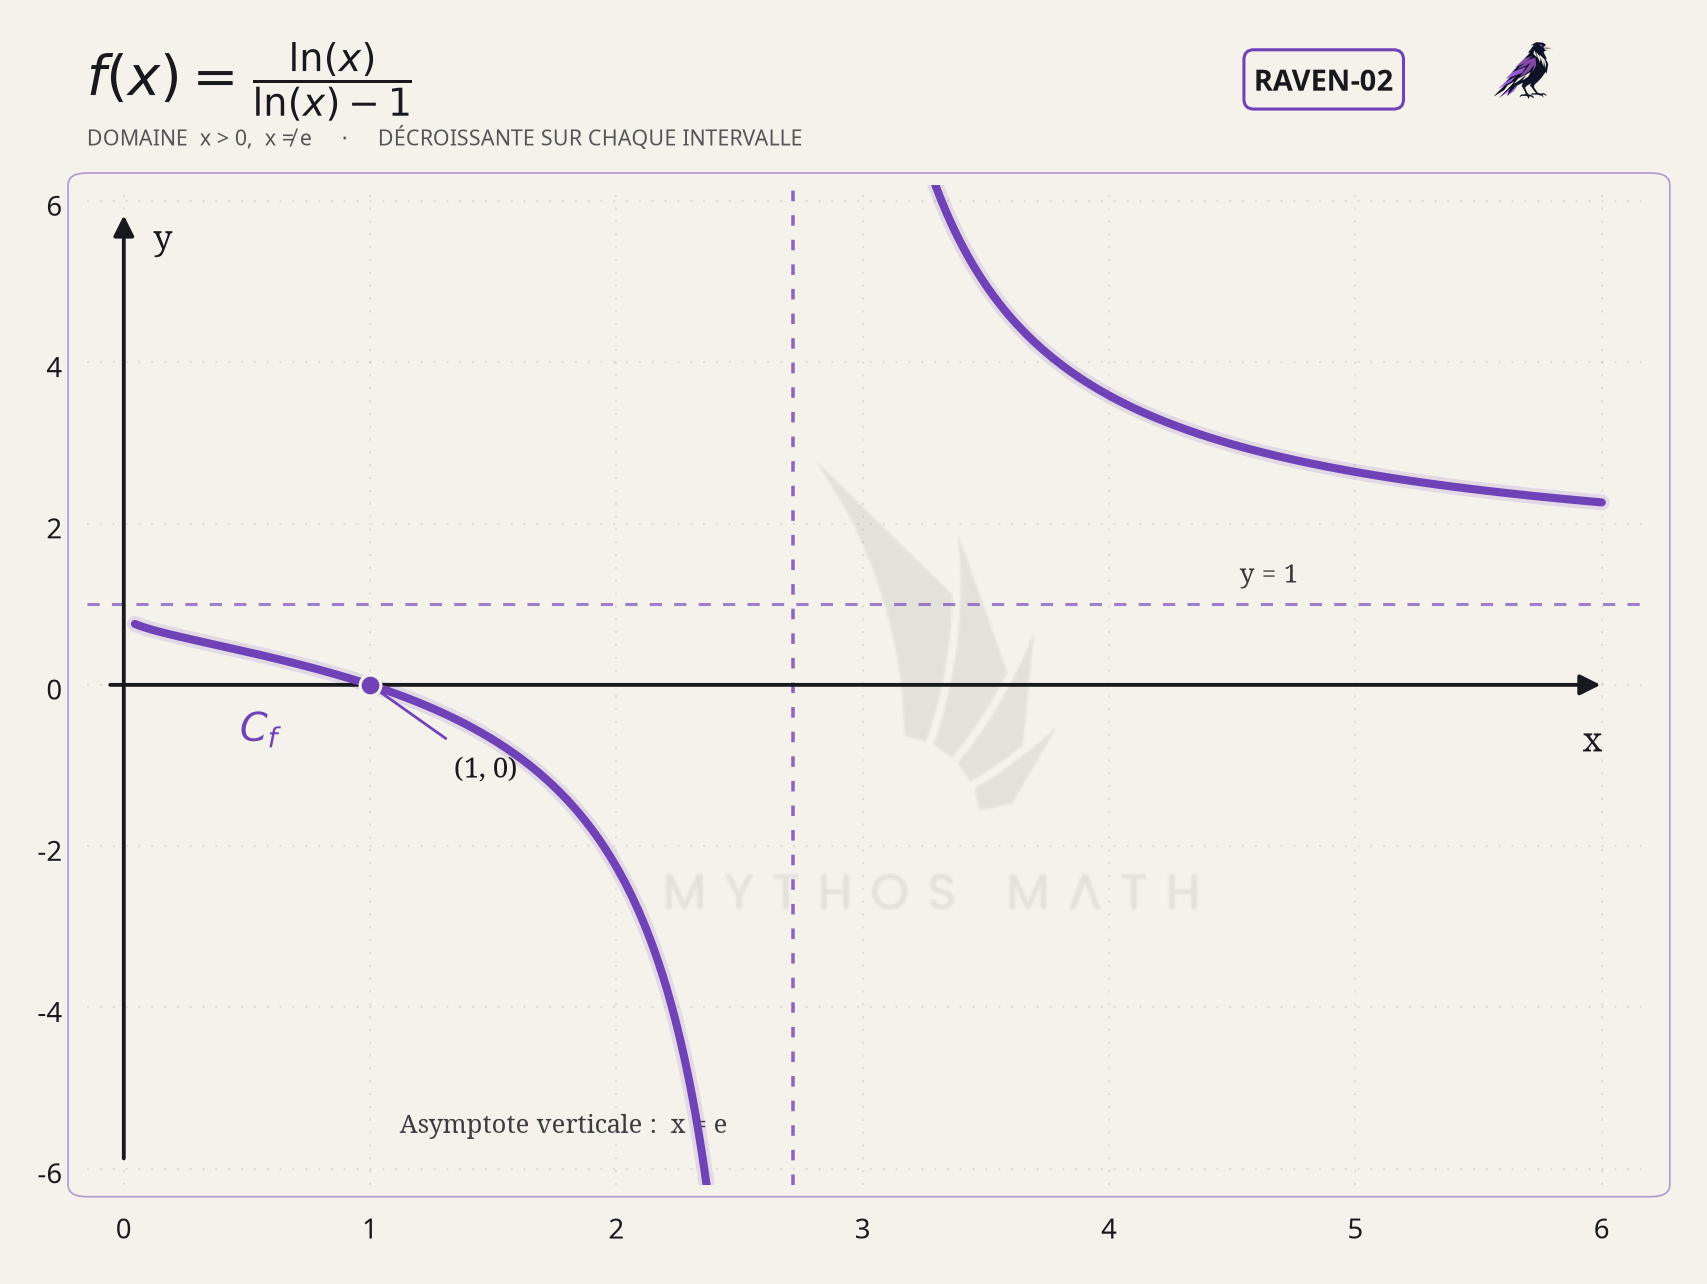 f(x) = ln(x) / ln(x) − 1
RAVEN-02
DOMAINE x > 0, x ≠ e · DÉCROISSANTE SUR CHAQUE INTERVALLE
6
y
4
2
y = 1
0
C_f
x
(1, 0)
-2
MYTHOS MΛTH
-4
Asymptote verticale : x = e
-6
0 1 2 3 4 5 6